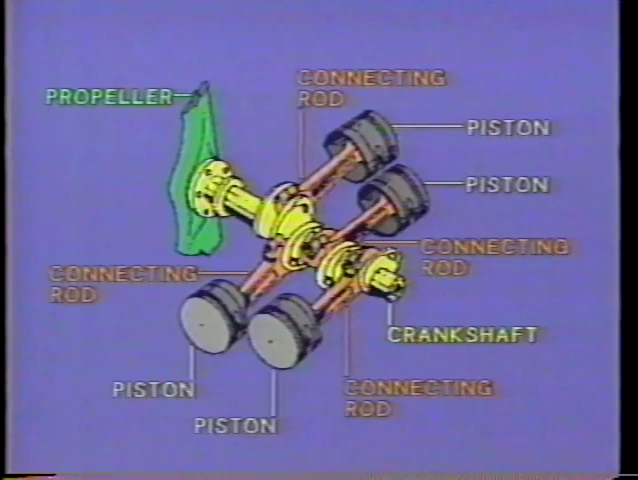 CONNECTING
ROD
PROPELLER
PISTON
PISTON
CONNECTING
ROD
CONNECTING
ROD
CRANKSHAFT
PISTON
CONNECTING
ROD
PISTON